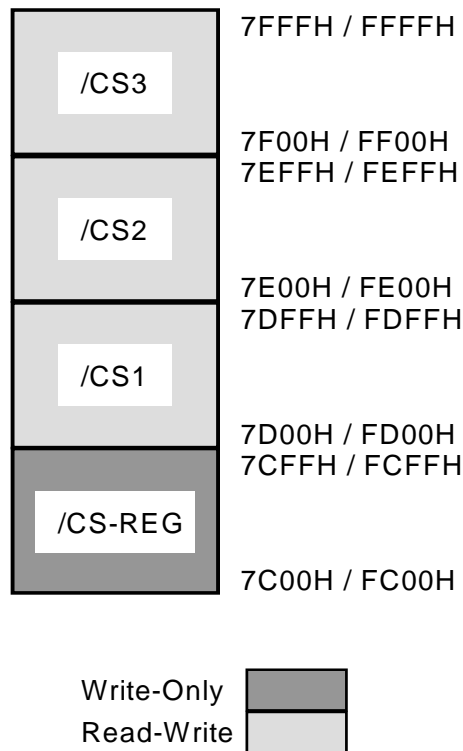 7FFFH / FFFFH
/CS3
7F00H / FF00H
7EFFH / FEFFH
/CS2
7E00H / FE00H
7DFFH / FDFFH
/CS1
7D00H / FD00H
7CFFH / FCFFH
/CS-REG
7C00H / FC00H
Write-Only
Read-Write